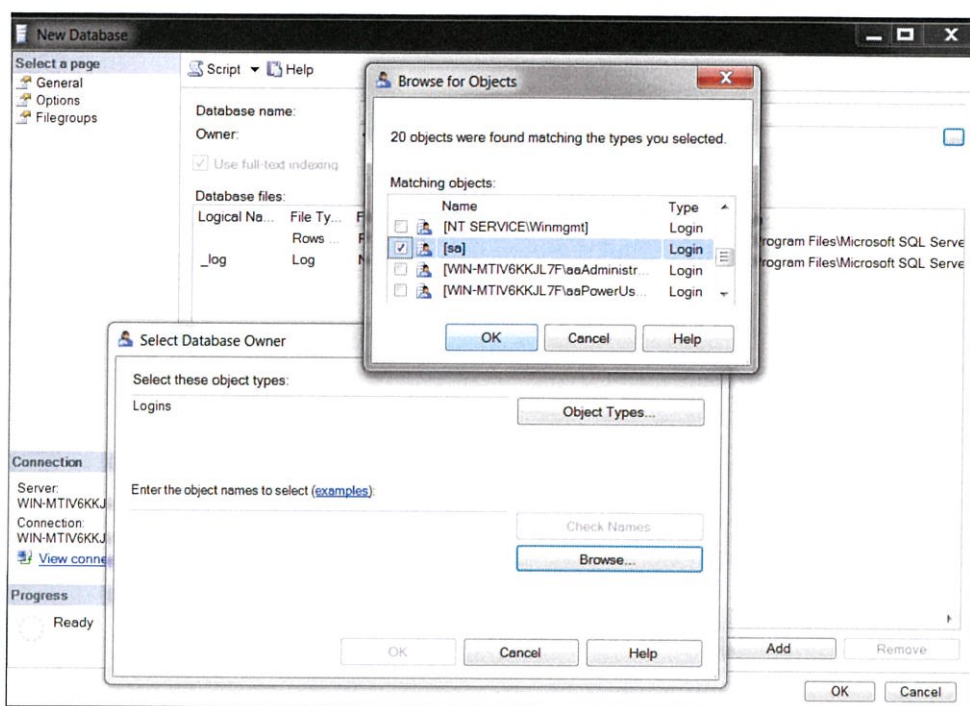 New Database
Select a page
General
Options
Filegroups
Script Help
Database name:
Owner:
Use full-text indexing
Database files:
Logical Na... File Ty...
Rows ...
_log Log
rogram Files\Microsoft SQL Serve
rogram Files\Microsoft SQL Serve
Browse for Objects
X
20 objects were found matching the types you selected.
Matching objects:
Name Type
[NT SERVICE\Winmgmt] Login
[sa] Login
[WIN-MTIV6KKJL7F\aaAdministr... Login
[WIN-MTIV6KKJL7F\aaPowerUs... Login
OK Cancel Help
Select Database Owner
Select these object types:
Logins
Object Types...
Enter the object names to select (examples):
Check Names
Browse...
OK Cancel Help
Connection
Server:
WIN-MTIV6KKJ
Connection:
WIN-MTIV6KKJ
View conne
Progress
Ready
Add Remove
OK Cancel